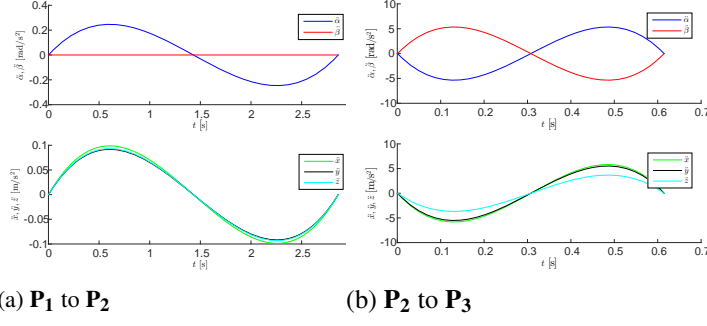 0.4
0.2
0
-0.2
-0.4
α̈, β̈ [rad/s²]
α̈
β̈
0 0.5 1 1.5 2 2.5
t [s]
10
5
0
-5
-10
α̈, β̈ [rad/s²]
α̈
β̈
0 0.1 0.2 0.3 0.4 0.5 0.6 0.7
t [s]
0.1
0.05
0
-0.05
-0.1
ẍ, ÿ, z̈ [m/s²]
ẍ
ÿ
z̈
0 0.5 1 1.5 2 2.5
t [s]
10
5
0
-5
-10
ẍ, ÿ, z̈ [m/s²]
ẍ
ÿ
z̈
0 0.1 0.2 0.3 0.4 0.5 0.6 0.7
t [s]
(a) P₁ to P₂
(b) P₂ to P₃